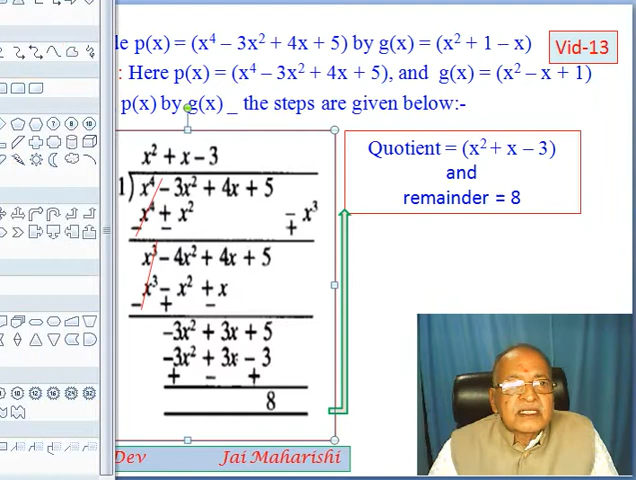 le p(x) = (x⁴ – 3x² + 4x + 5) by g(x) = (x² + 1 – x)
Vid-13
: Here p(x) = (x⁴ – 3x² + 4x + 5), and g(x) = (x² – x + 1)
p(x) by g(x) _ the steps are given below:-
x² + x – 3
1) x⁴ – 3x² + 4x + 5
x⁴ + x² – x³
– – +
x³ – 4x² + 4x + 5
x³ – x² + x
– + –
-3x² + 3x + 5
-3x² + 3x – 3
+ – +
8
Quotient = (x² + x – 3)
and
remainder = 8
Dev Jai Maharishi